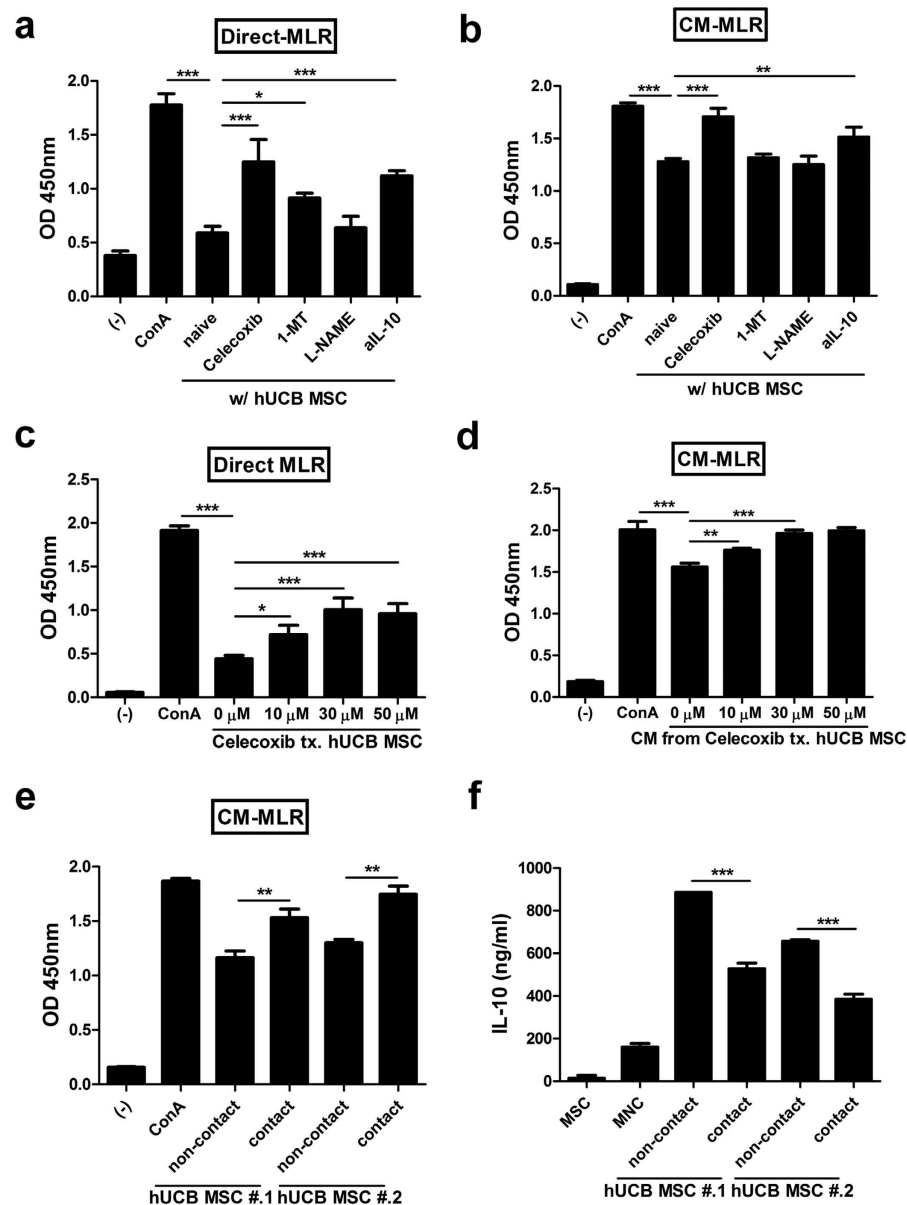 a
Direct-MLR
***
***
*
***
OD 450nm
2.0
1.5
1.0
0.5
0.0
(-)
ConA
naive
Celecoxib
1-MT
L-NAME
aIL-10
w/ hUCB MSC
b
CM-MLR
**
***
***
OD 450nm
2.0
1.5
1.0
0.5
0.0
(-)
ConA
naive
Celecoxib
1-MT
L-NAME
aIL-10
w/ hUCB MSC
c
Direct MLR
***
***
***
*
OD 450nm
2.5
2.0
1.5
1.0
0.5
0.0
(-)
ConA
0 μM
10 μM
30 μM
50 μM
Celecoxib tx. hUCB MSC
d
CM-MLR
***
***
**
OD 450nm
2.5
2.0
1.5
1.0
0.5
0.0
(-)
ConA
0 μM
10 μM
30 μM
50 μM
CM from Celecoxib tx. hUCB MSC
e
CM-MLR
**
**
OD 450nm
2.0
1.5
1.0
0.5
0.0
(-)
ConA
non-contact
contact
non-contact
contact
hUCB MSC #.1
hUCB MSC #.2
f
***
***
IL-10 (ng/ml)
1000
800
600
400
200
0
MSC
MNC
non-contact
contact
non-contact
contact
hUCB MSC #.1
hUCB MSC #.2